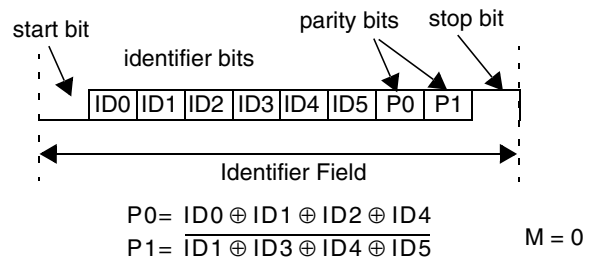 start bit
identifier bits
parity bits
stop bit
ID0 ID1 ID2 ID3 ID4 ID5 P0 P1
Identifier Field
P0= ID0 ⊕ ID1 ⊕ ID2 ⊕ ID4
P1= \overline{ID1 ⊕ ID3 ⊕ ID4 ⊕ ID5}
M = 0